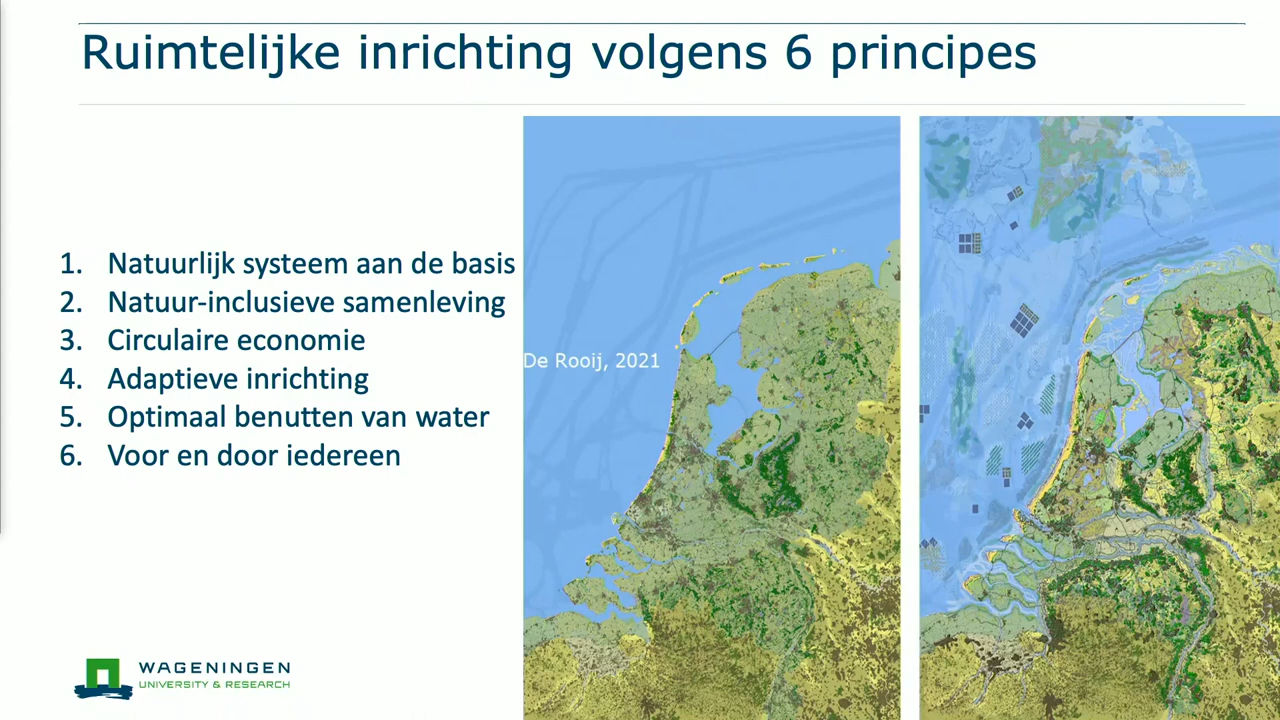 Ruimtelijke inrichting volgens 6 principes
1. Natuurlijk systeem aan de basis
2. Natuur-inclusieve samenleving
3. Circulaire economie
4. Adaptieve inrichting
5. Optimaal benutten van water
6. Voor en door iedereen
De Rooij, 2021
WAGENINGEN
UNIVERSITY & RESEARCH